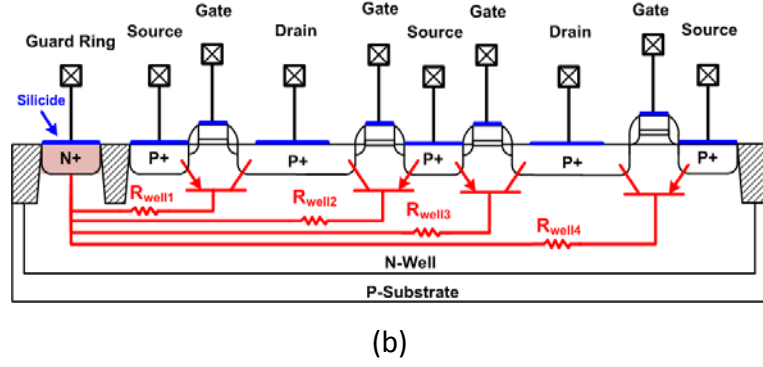 Gate Gate Gate Gate
Guard Ring Source Drain Source Drain Source
Silicide
N+ P+ P+ P+ P+ P+
Rwell1
Rwell2
Rwell3
Rwell4
N-Well
P-Substrate
(b)